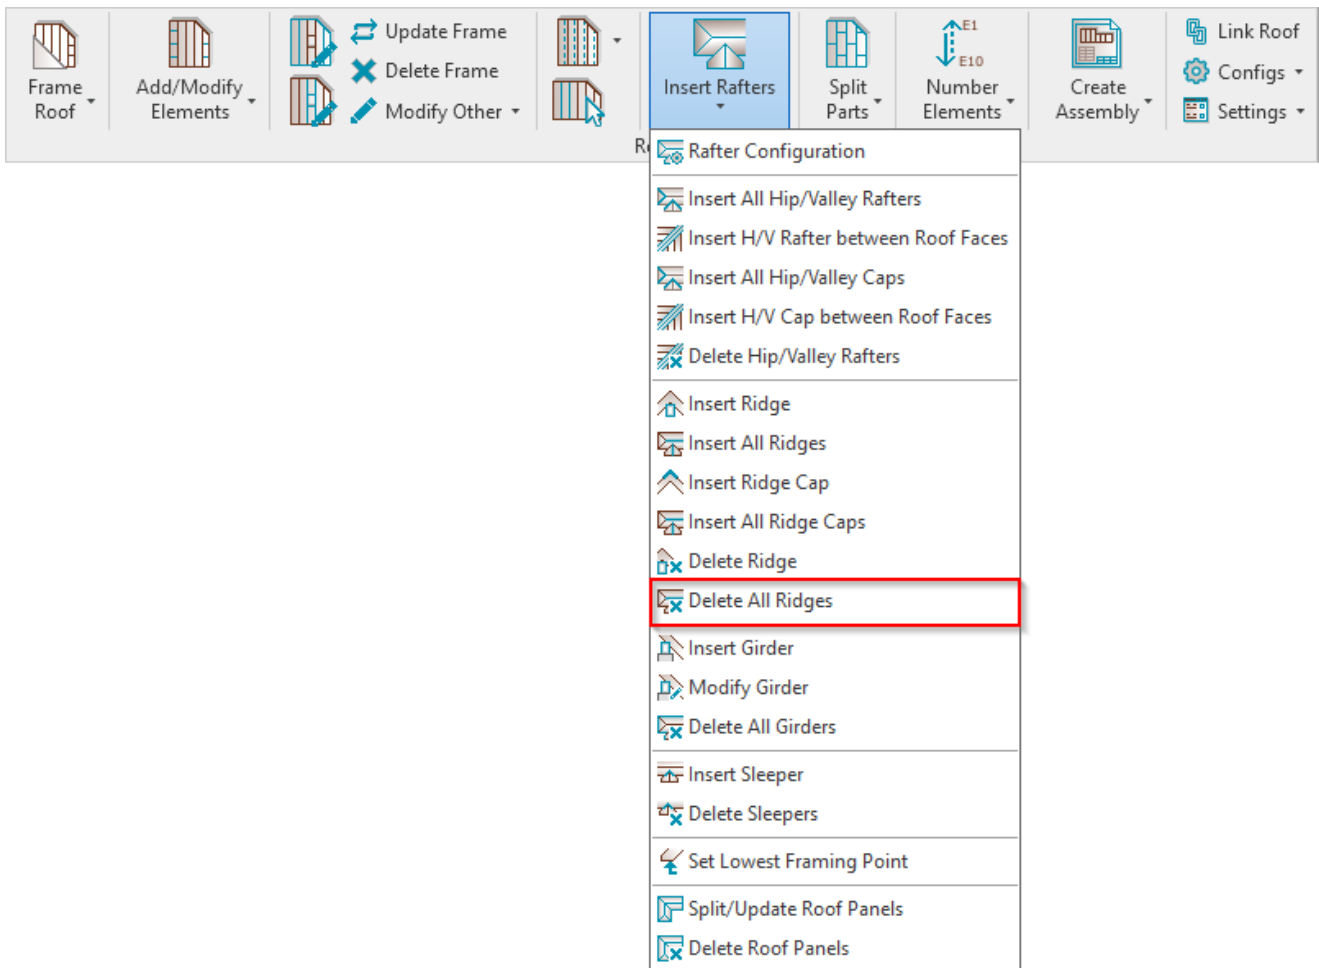 Frame
Roof
Add/Modify
Elements
Update Frame
Delete Frame
Modify Other
Insert Rafters
Split
Parts
E1
E10
Number
Elements
Create
Assembly
Link Roof
Configs
Settings
Rafter Configuration
Insert All Hip/Valley Rafters
Insert H/V Rafter between Roof Faces
Insert All Hip/Valley Caps
Insert H/V Cap between Roof Faces
Delete Hip/Valley Rafters
Insert Ridge
Insert All Ridges
Insert Ridge Cap
Insert All Ridge Caps
Delete Ridge
Delete All Ridges
Insert Girder
Modify Girder
Delete All Girders
Insert Sleeper
Delete Sleepers
Set Lowest Framing Point
Split/Update Roof Panels
Delete Roof Panels